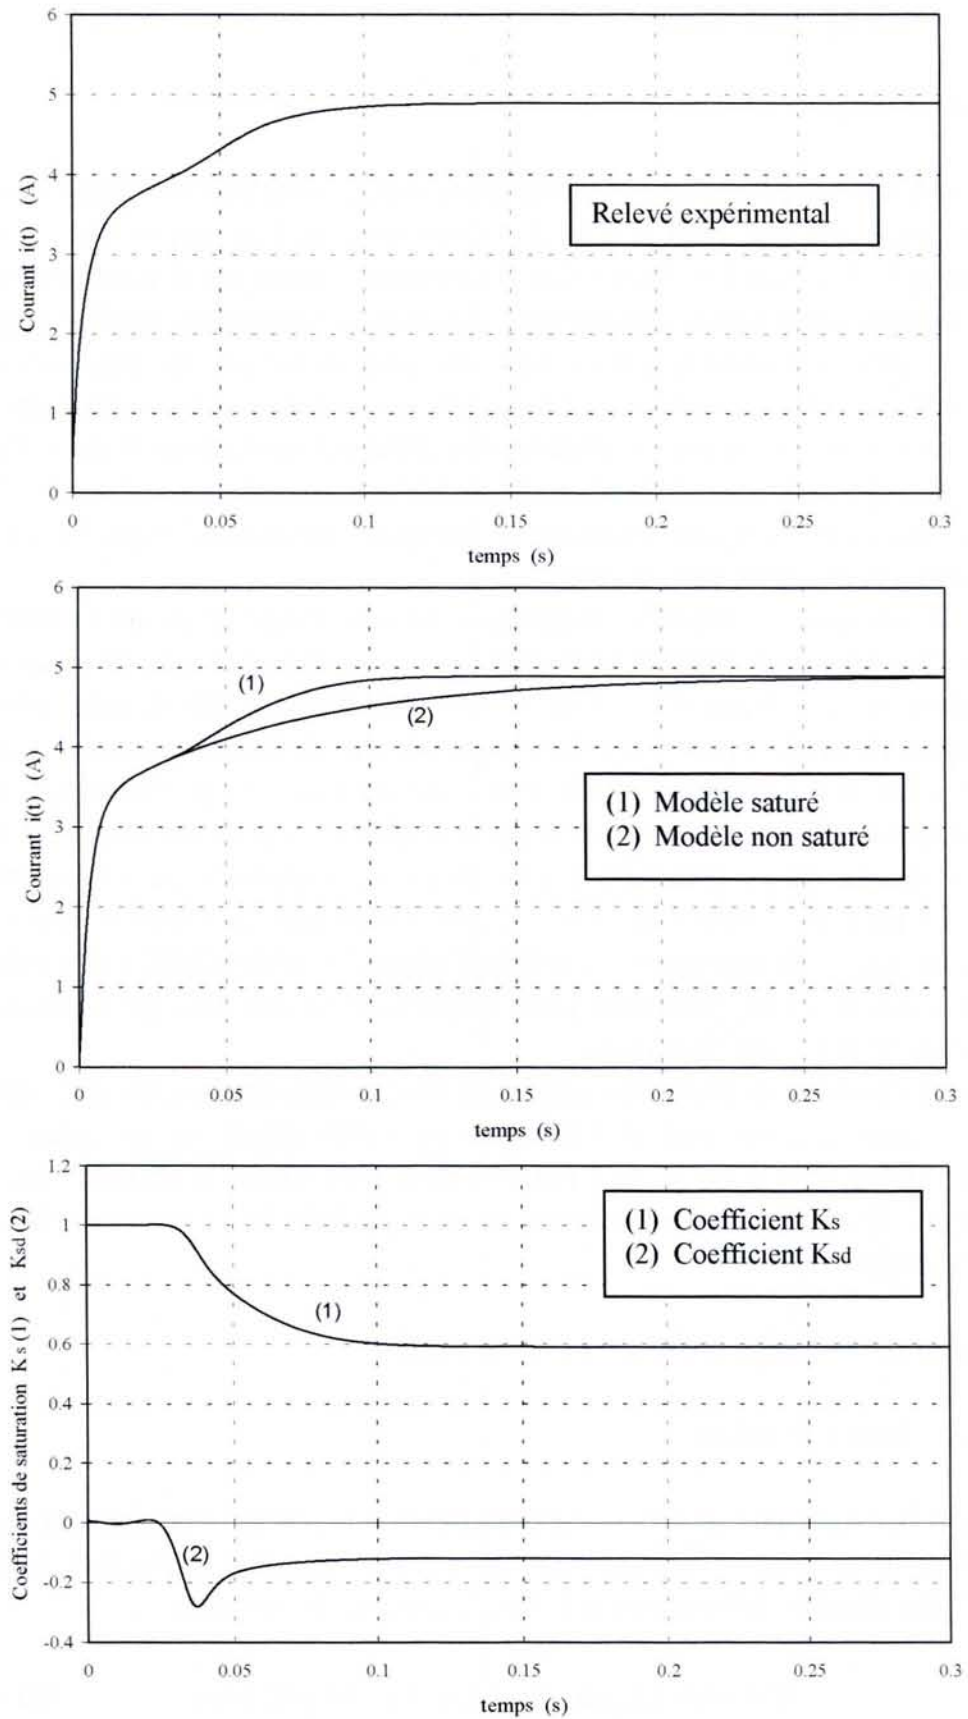 6
5
4
3
2
1
0
Courant i(t) (A)
Relevé expérimental
0 0.05 0.1 0.15 0.2 0.25 0.3
temps (s)
6
5
4
3
2
1
0
Courant i(t) (A)
(1)
(2)
(1) Modèle saturé
(2) Modèle non saturé
0 0.05 0.1 0.15 0.2 0.25 0.3
temps (s)
1.2
1
0.8
0.6
0.4
0.2
0
-0.2
-0.4
Coefficients de saturation Ks(1) et Ksd(2)
(1) Coefficient Ks
(2) Coefficient Ksd
(1)
(2)
0 0.05 0.1 0.15 0.2 0.25 0.3
temps (s)